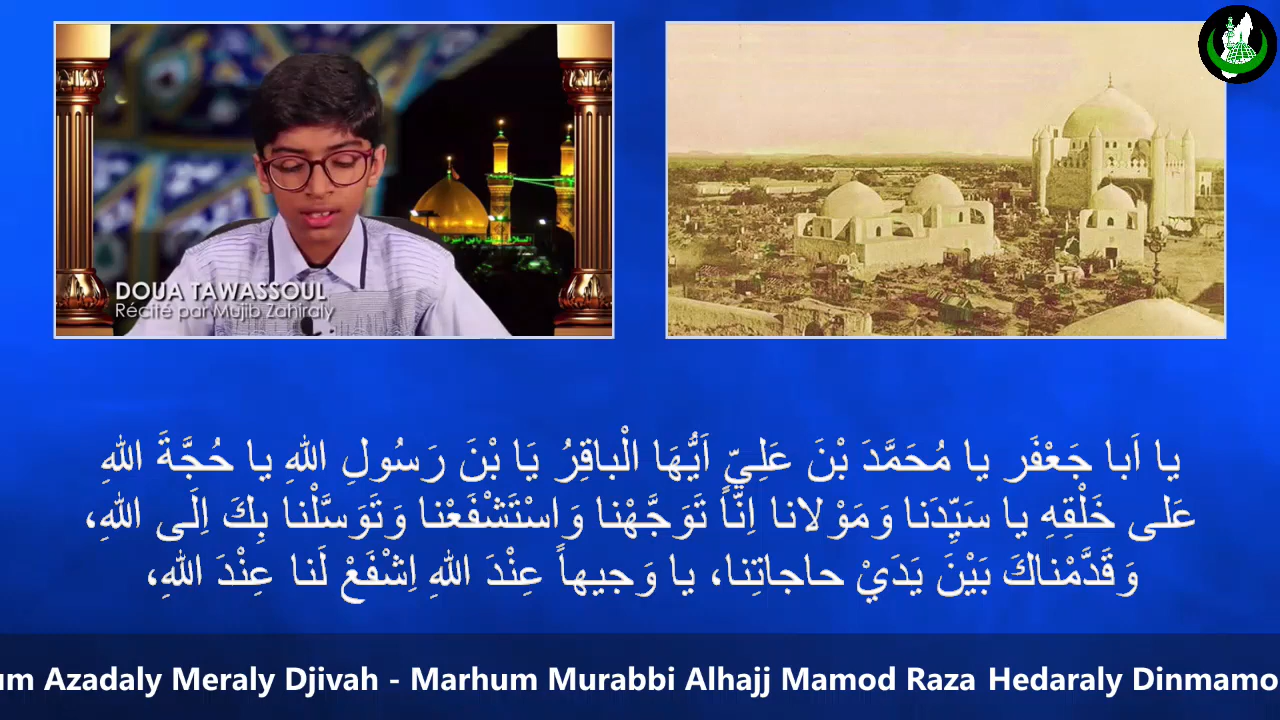 DOUA TAWASSOUL
Récité par Mujib Zahiraly
يا اَبا جَعْفَر يا مُحَمَّدَ بْنَ عَلِيّ اَيُّهَا الْباقِرُ يَا بْنَ رَسُولِ اللهِ يا حُجَّةَ اللهِ
عَلى خَلْقِهِ يا سَيِّدَنا وَمَوْلانا اِنّاً تَوَجَّهْنا وَاسْتَشْفَعْنا وَتَوَسَّلْنا بِكَ اِلَى اللهِ،
وَقَدَّمْناكَ بَيْنَ يَدَيْ حاجاتِنا، يا وَجيهاً عِنْدَ اللهِ اِشْفَعْ لَنا عِنْدَ اللهِ،
um Azadaly Meraly Djivah - Marhum Murabbi Alhajj Mamod Raza Hedaraly Dinmamo